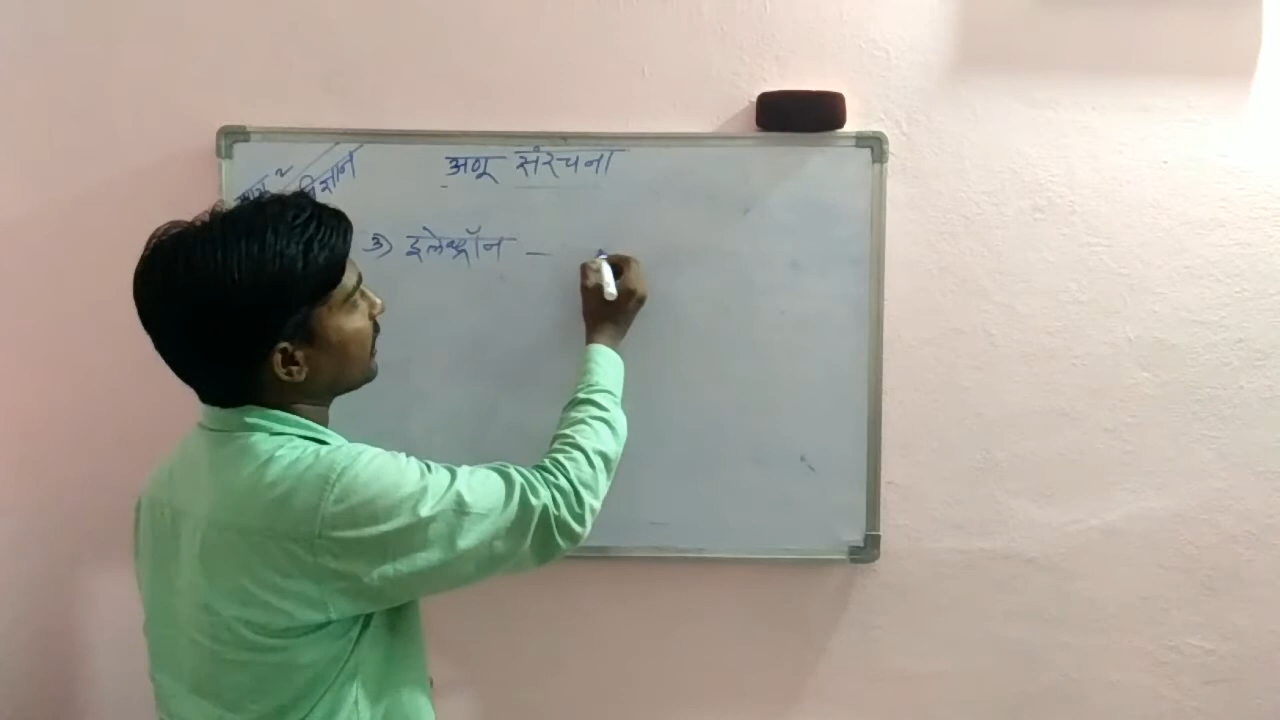 अणू संरचना
विज्ञान
३) इलेक्ट्रॉन —